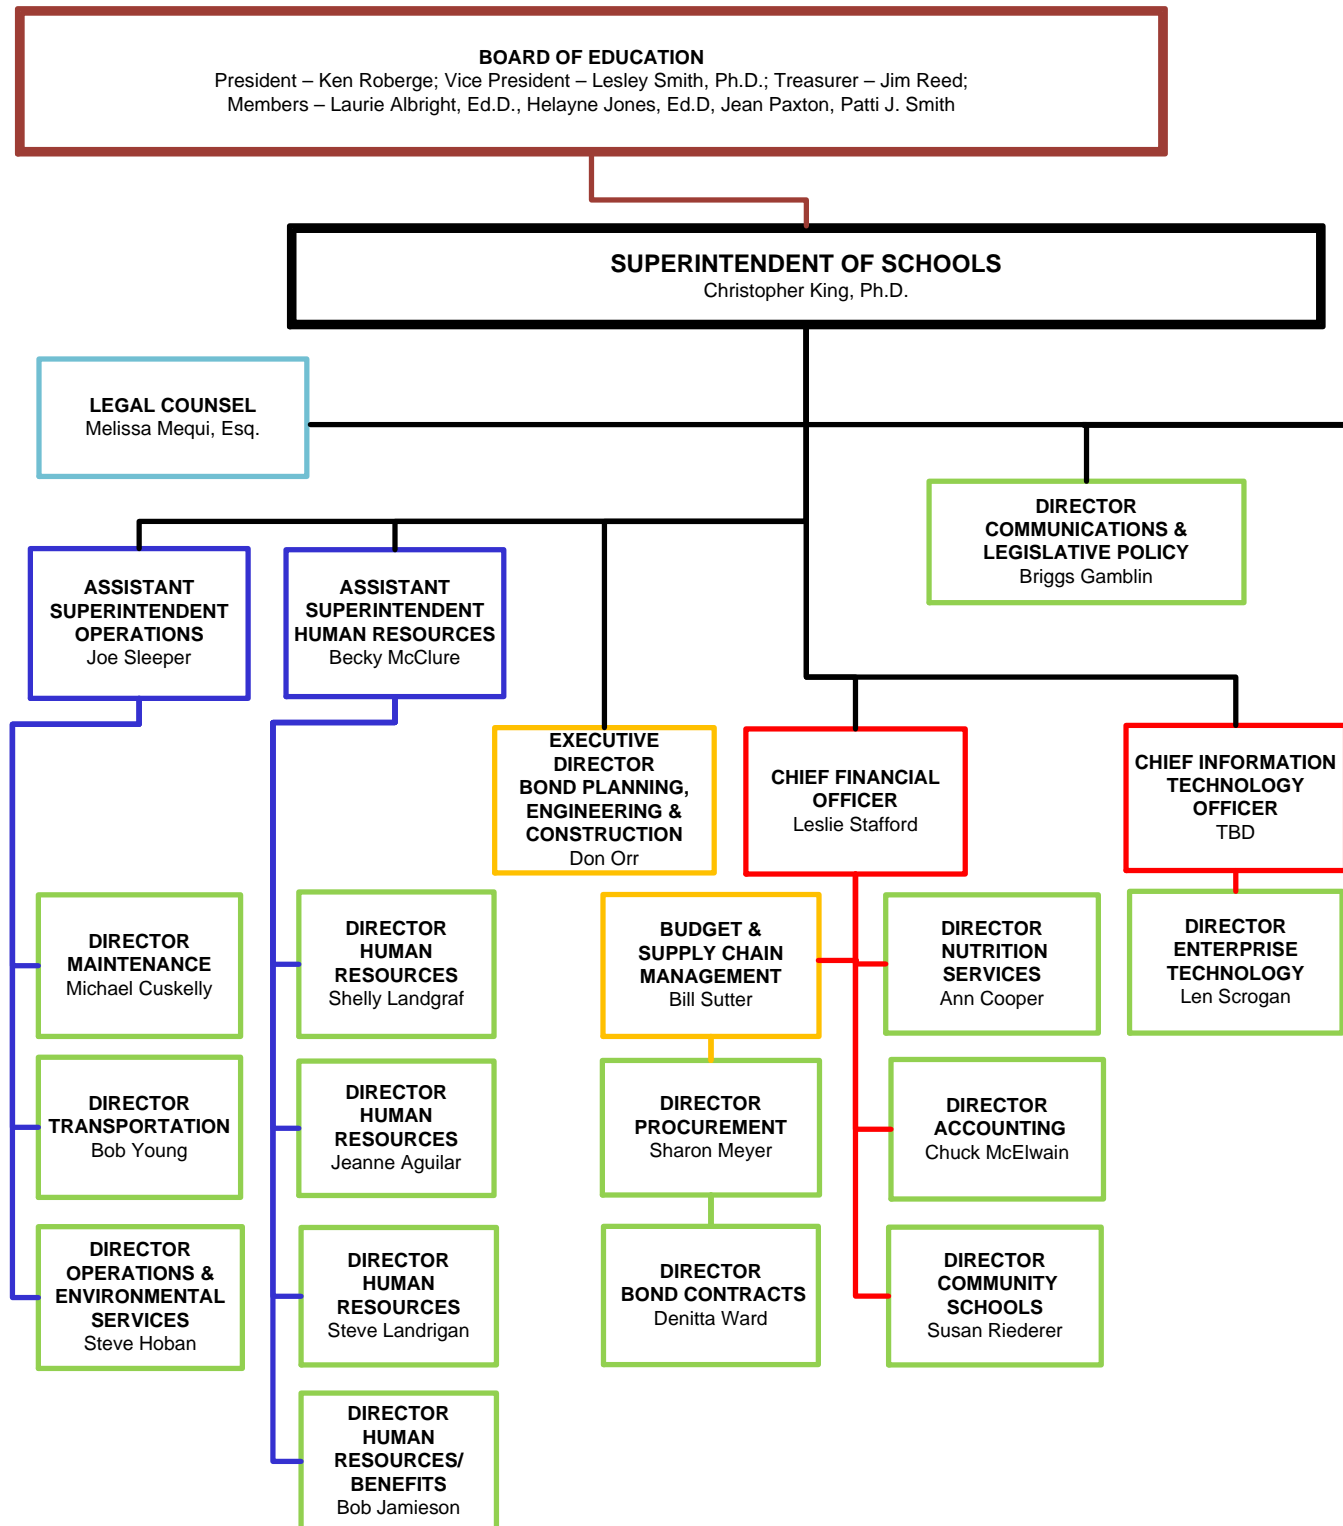 BOARD OF EDUCATION
President – Ken Roberge; Vice President – Lesley Smith, Ph.D.; Treasurer – Jim Reed;
Members – Laurie Albright, Ed.D., Helayne Jones, Ed.D, Jean Paxton, Patti J. Smith
SUPERINTENDENT OF SCHOOLS
Christopher King, Ph.D.
LEGAL COUNSEL
Melissa Mequi, Esq.
DIRECTOR
COMMUNICATIONS &
LEGISLATIVE POLICY
Briggs Gamblin
ASSISTANT
SUPERINTENDENT
OPERATIONS
Joe Sleeper
ASSISTANT
SUPERINTENDENT
HUMAN RESOURCES
Becky McClure
EXECUTIVE
DIRECTOR
BOND PLANNING,
ENGINEERING &
CONSTRUCTION
Don Orr
CHIEF FINANCIAL
OFFICER
Leslie Stafford
CHIEF INFORMATION
TECHNOLOGY
OFFICER
TBD
DIRECTOR
MAINTENANCE
Michael Cuskelly
DIRECTOR
HUMAN
RESOURCES
Shelly Landgraf
BUDGET &
SUPPLY CHAIN
MANAGEMENT
Bill Sutter
DIRECTOR
NUTRITION
SERVICES
Ann Cooper
DIRECTOR
ENTERPRISE
TECHNOLOGY
Len Scrogan
DIRECTOR
TRANSPORTATION
Bob Young
DIRECTOR
HUMAN
RESOURCES
Jeanne Aguilar
DIRECTOR
PROCUREMENT
Sharon Meyer
DIRECTOR
ACCOUNTING
Chuck McElwain
DIRECTOR
OPERATIONS &
ENVIRONMENTAL
SERVICES
Steve Hoban
DIRECTOR
HUMAN
RESOURCES
Steve Landrigan
DIRECTOR
BOND CONTRACTS
Denitta Ward
DIRECTOR
COMMUNITY
SCHOOLS
Susan Riederer
DIRECTOR
HUMAN
RESOURCES/
BENEFITS
Bob Jamieson